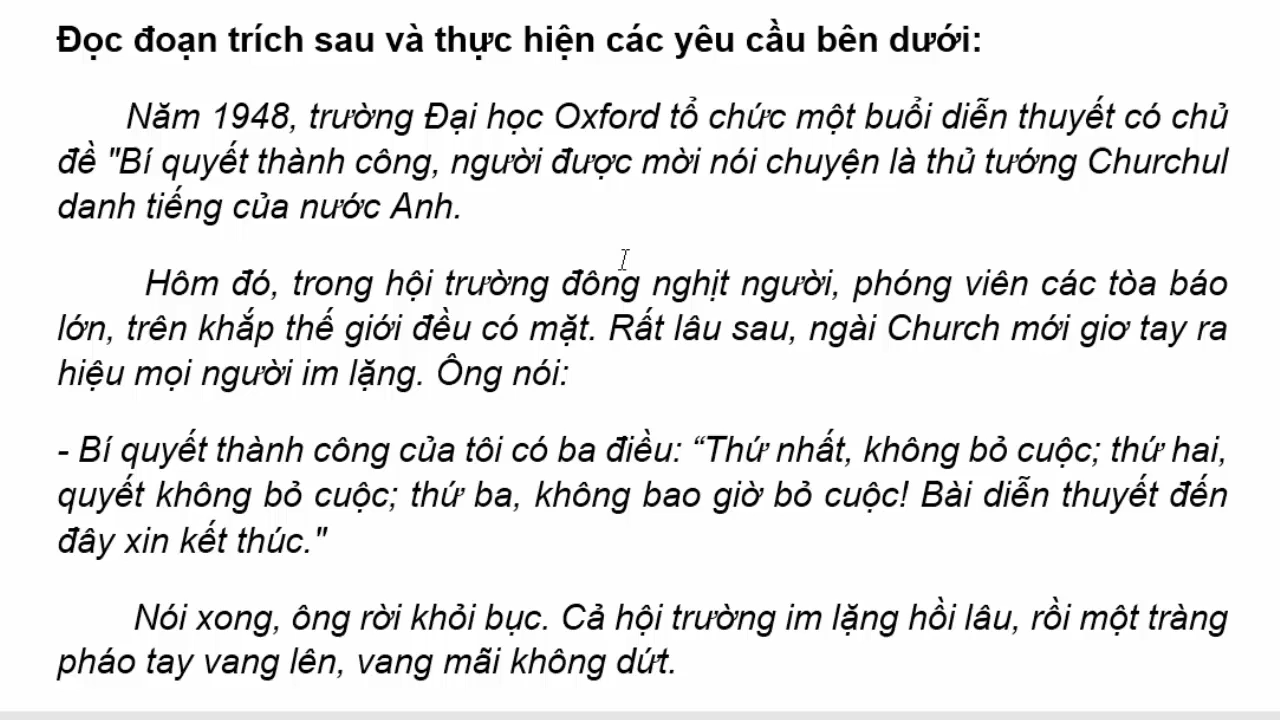 Đọc đoạn trích sau và thực hiện các yêu cầu bên dưới:
Năm 1948, trường Đại học Oxford tổ chức một buổi diễn thuyết có chủ
đề "Bí quyết thành công, người được mời nói chuyện là thủ tướng Churchul
danh tiếng của nước Anh.
Hôm đó, trong hội trường đông nghịt người, phóng viên các tòa báo
lớn, trên khắp thế giới đều có mặt. Rất lâu sau, ngài Church mới giơ tay ra
hiệu mọi người im lặng. Ông nói:
- Bí quyết thành công của tôi có ba điều: “Thứ nhất, không bỏ cuộc; thứ hai,
quyết không bỏ cuộc; thứ ba, không bao giờ bỏ cuộc! Bài diễn thuyết đến
đây xin kết thúc."
Nói xong, ông rời khỏi bục. Cả hội trường im lặng hồi lâu, rồi một tràng
pháo tay vang lên, vang mãi không dứt.